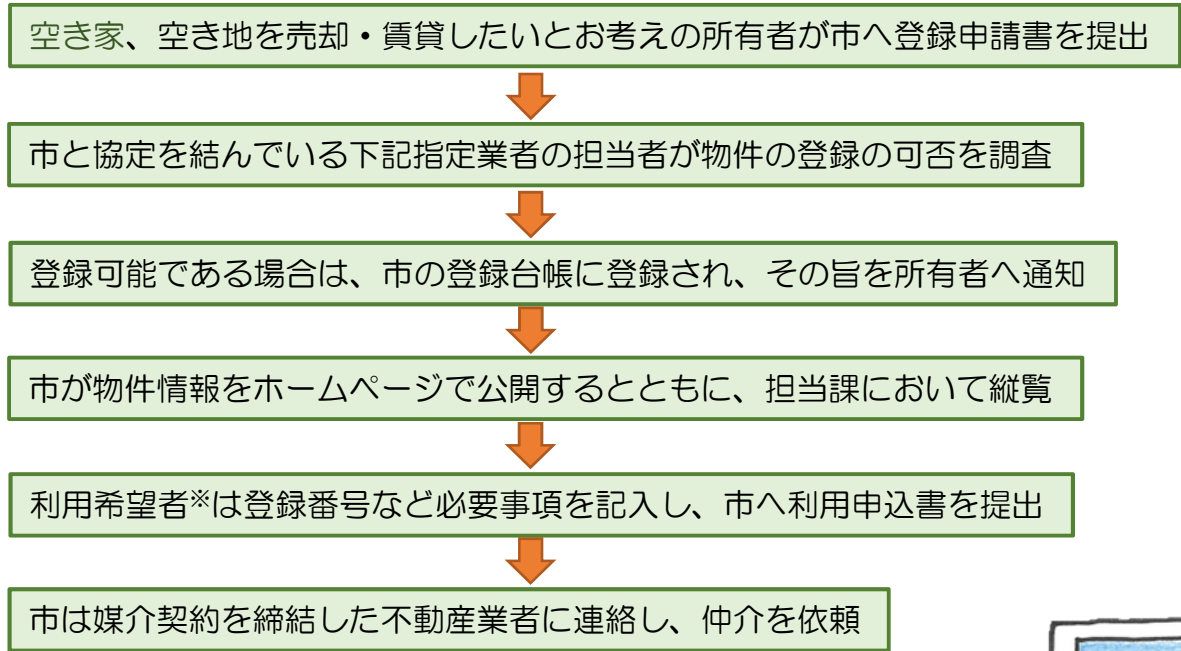 空き家、空き地を売却・賃貸したいとお考えの所有者が市へ登録申請書を提出
市と協定を結んでいる下記指定業者の担当者が物件の登録の可否を調査
登録可能である場合は、市の登録台帳に登録され、その旨を所有者へ通知
市が物件情報をホームページで公開するとともに、担当課において縦覧
利用希望者※は登録番号など必要事項を記入し、市へ利用申込書を提出
市は媒介契約を締結した不動産業者に連絡し、仲介を依頼